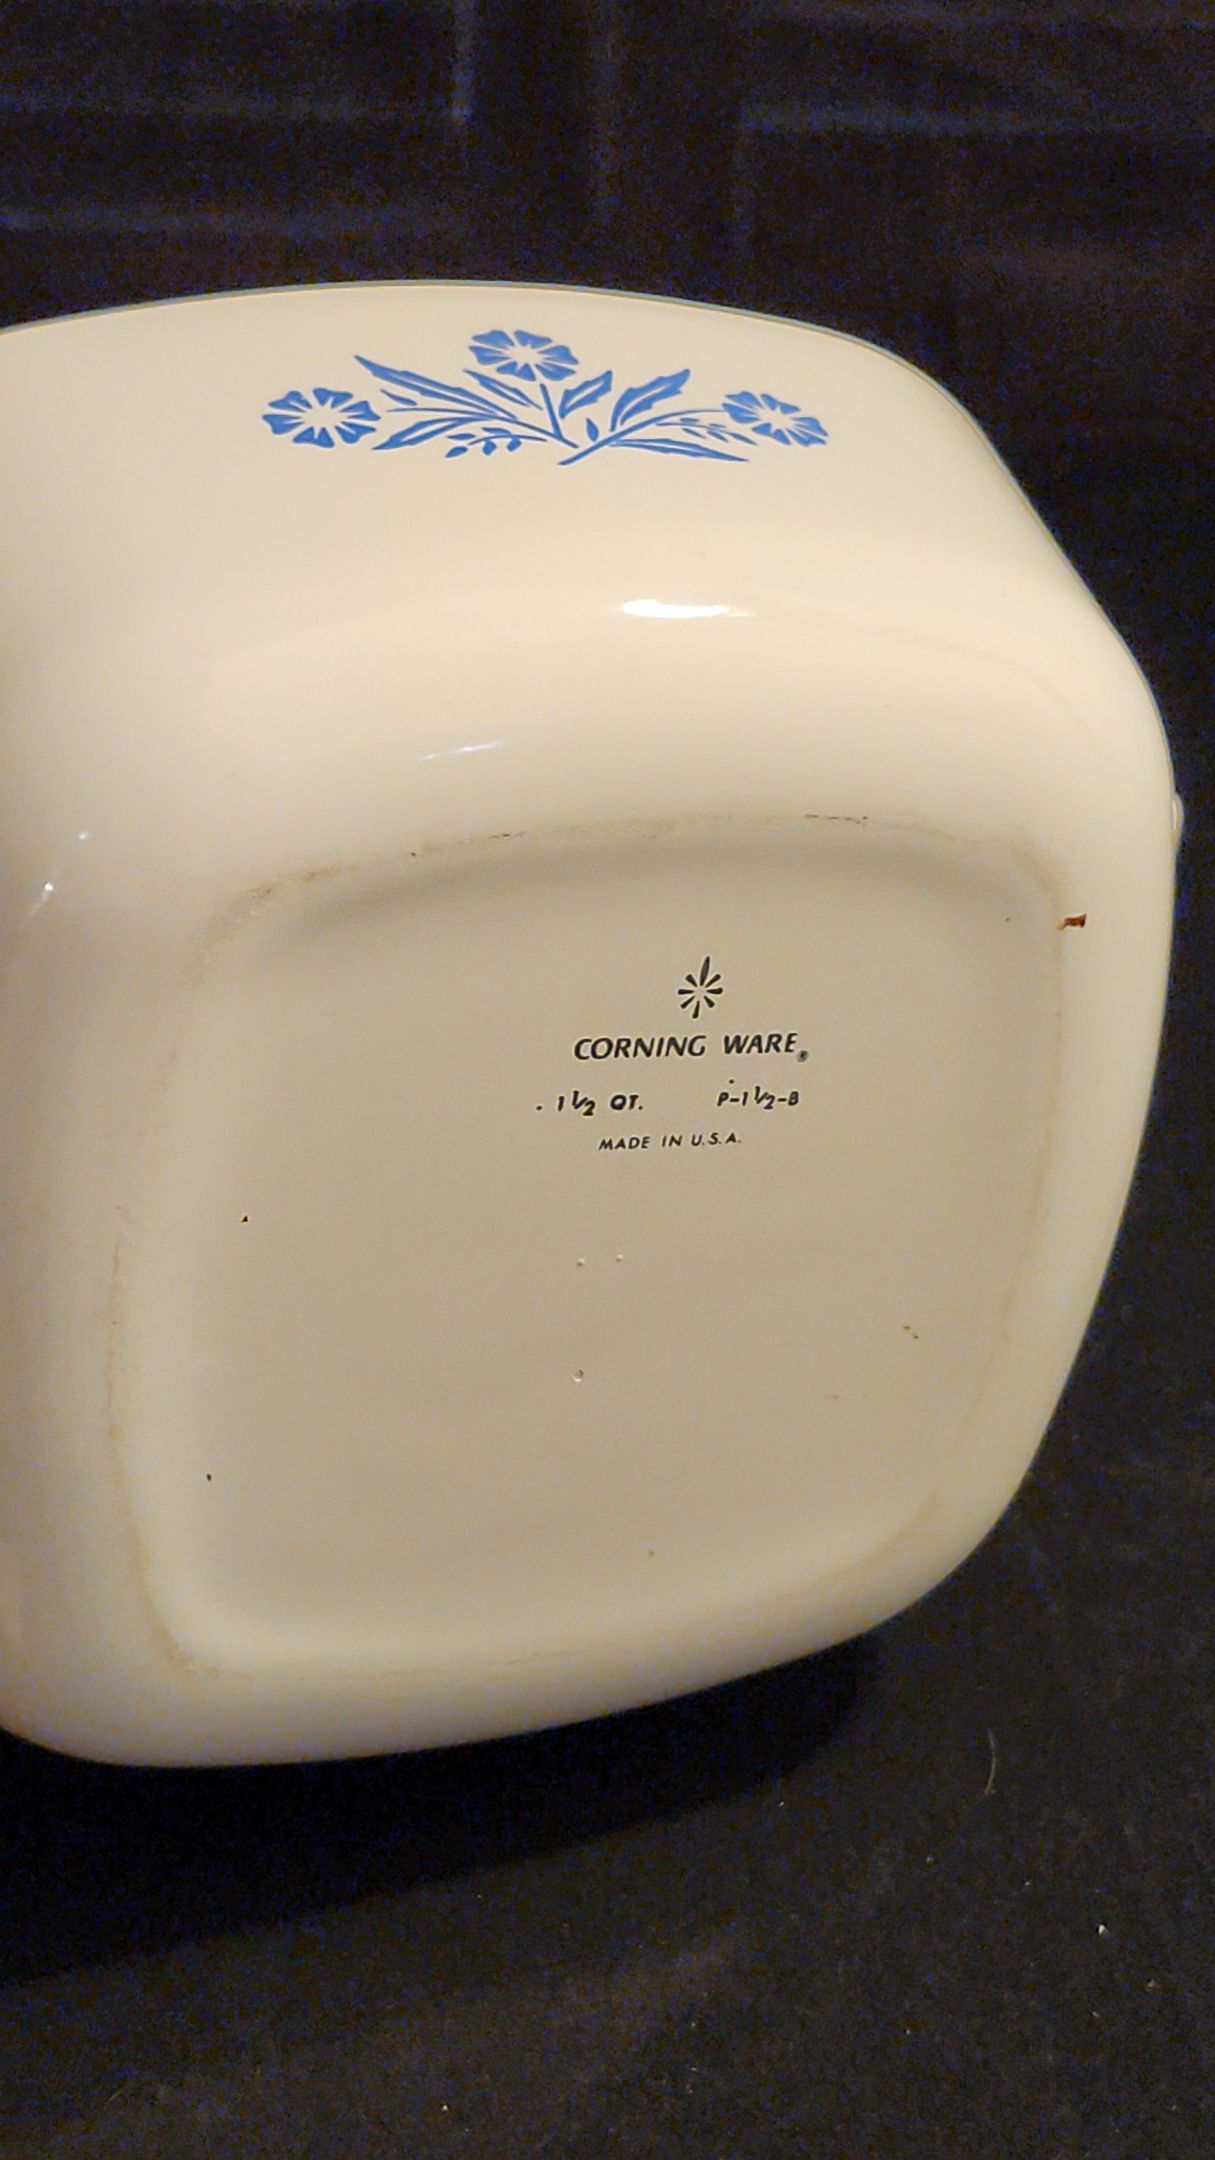 CORNING WARE®
1½ QT. P-1½-B
MADE IN U.S.A.